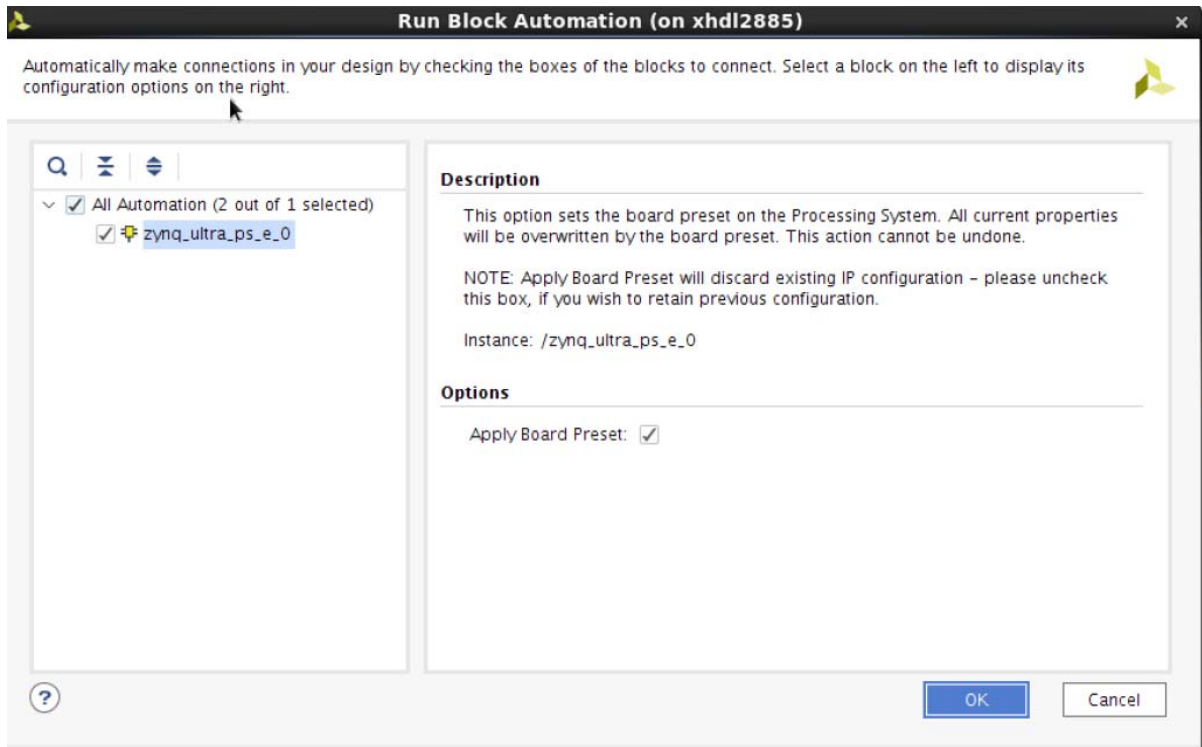 Run Block Automation (on xhdl2885)
Automatically make connections in your design by checking the boxes of the blocks to connect. Select a block on the left to display its
configuration options on the right.
All Automation (2 out of 1 selected)
zynq_ultra_ps_e_0
Description
This option sets the board preset on the Processing System. All current properties
will be overwritten by the board preset. This action cannot be undone.
NOTE: Apply Board Preset will discard existing IP configuration – please uncheck
this box, if you wish to retain previous configuration.
Instance: /zynq_ultra_ps_e_0
Options
Apply Board Preset:
OK
Cancel